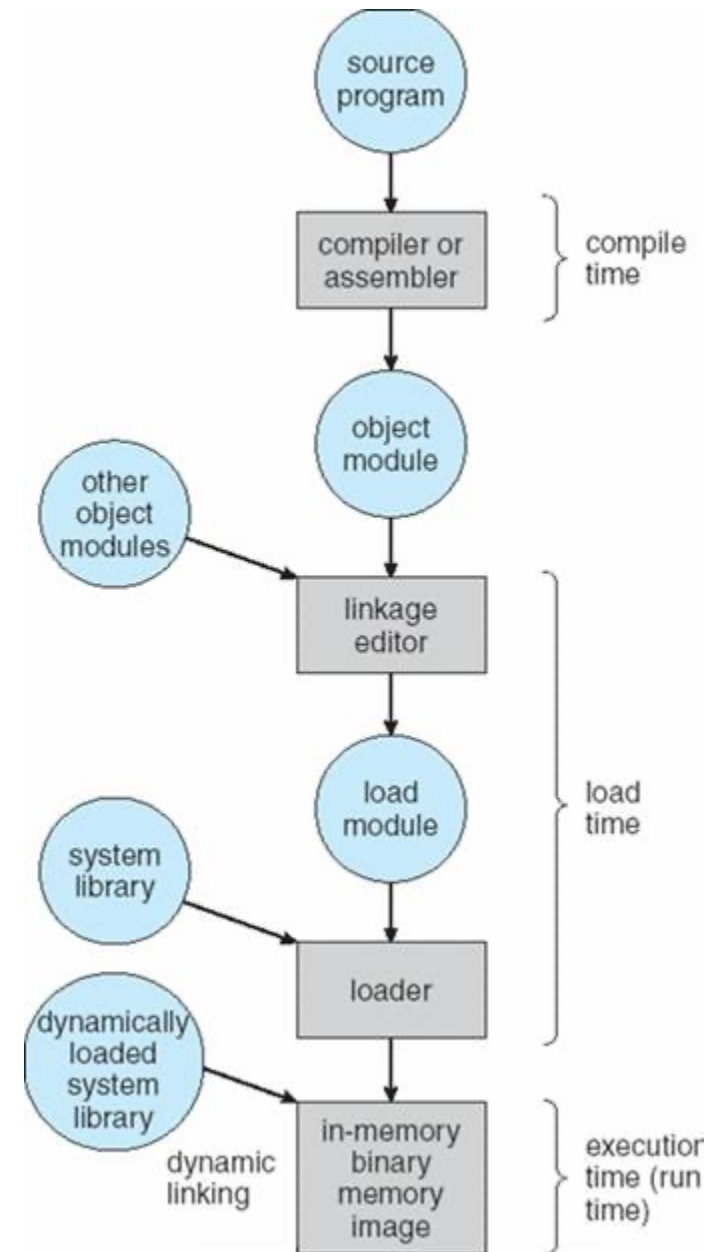 source
program
compiler or
assembler
compile
time
object
module
other
object
modules
linkage
editor
load
module
load
time
system
library
loader
dynamically
loaded
system
library
dynamic
linking
in-memory
binary
memory
image
execution
time (run
time)